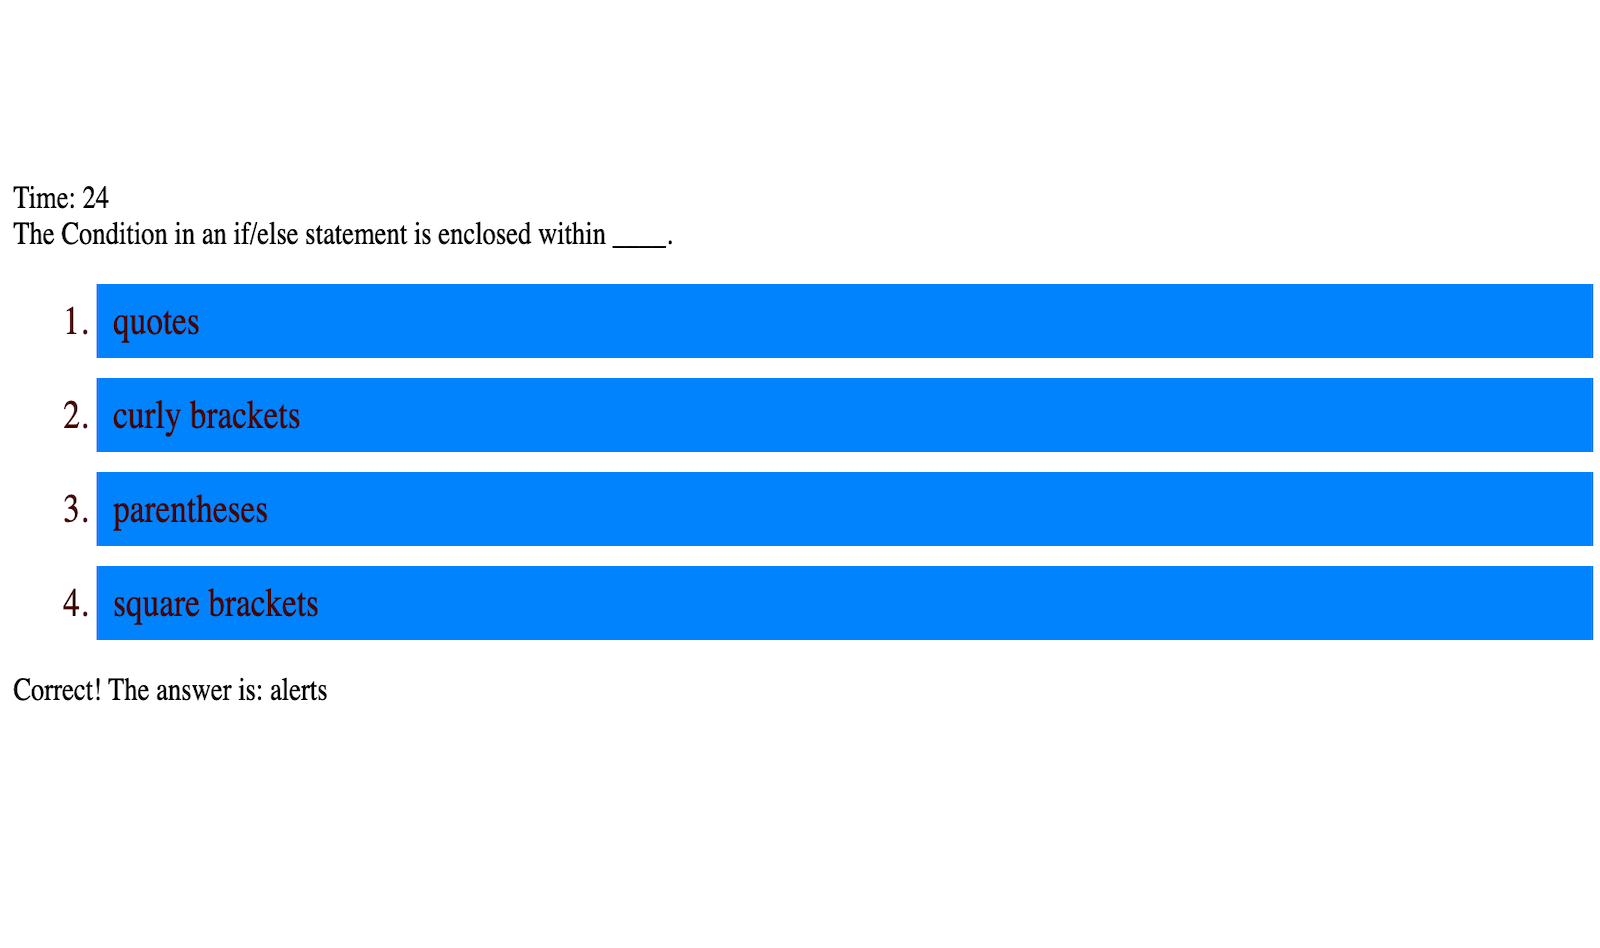 Time: 24
The Condition in an if/else statement is enclosed within ____.
1. quotes
2. curly brackets
3. parentheses
4. square brackets
Correct! The answer is: alerts